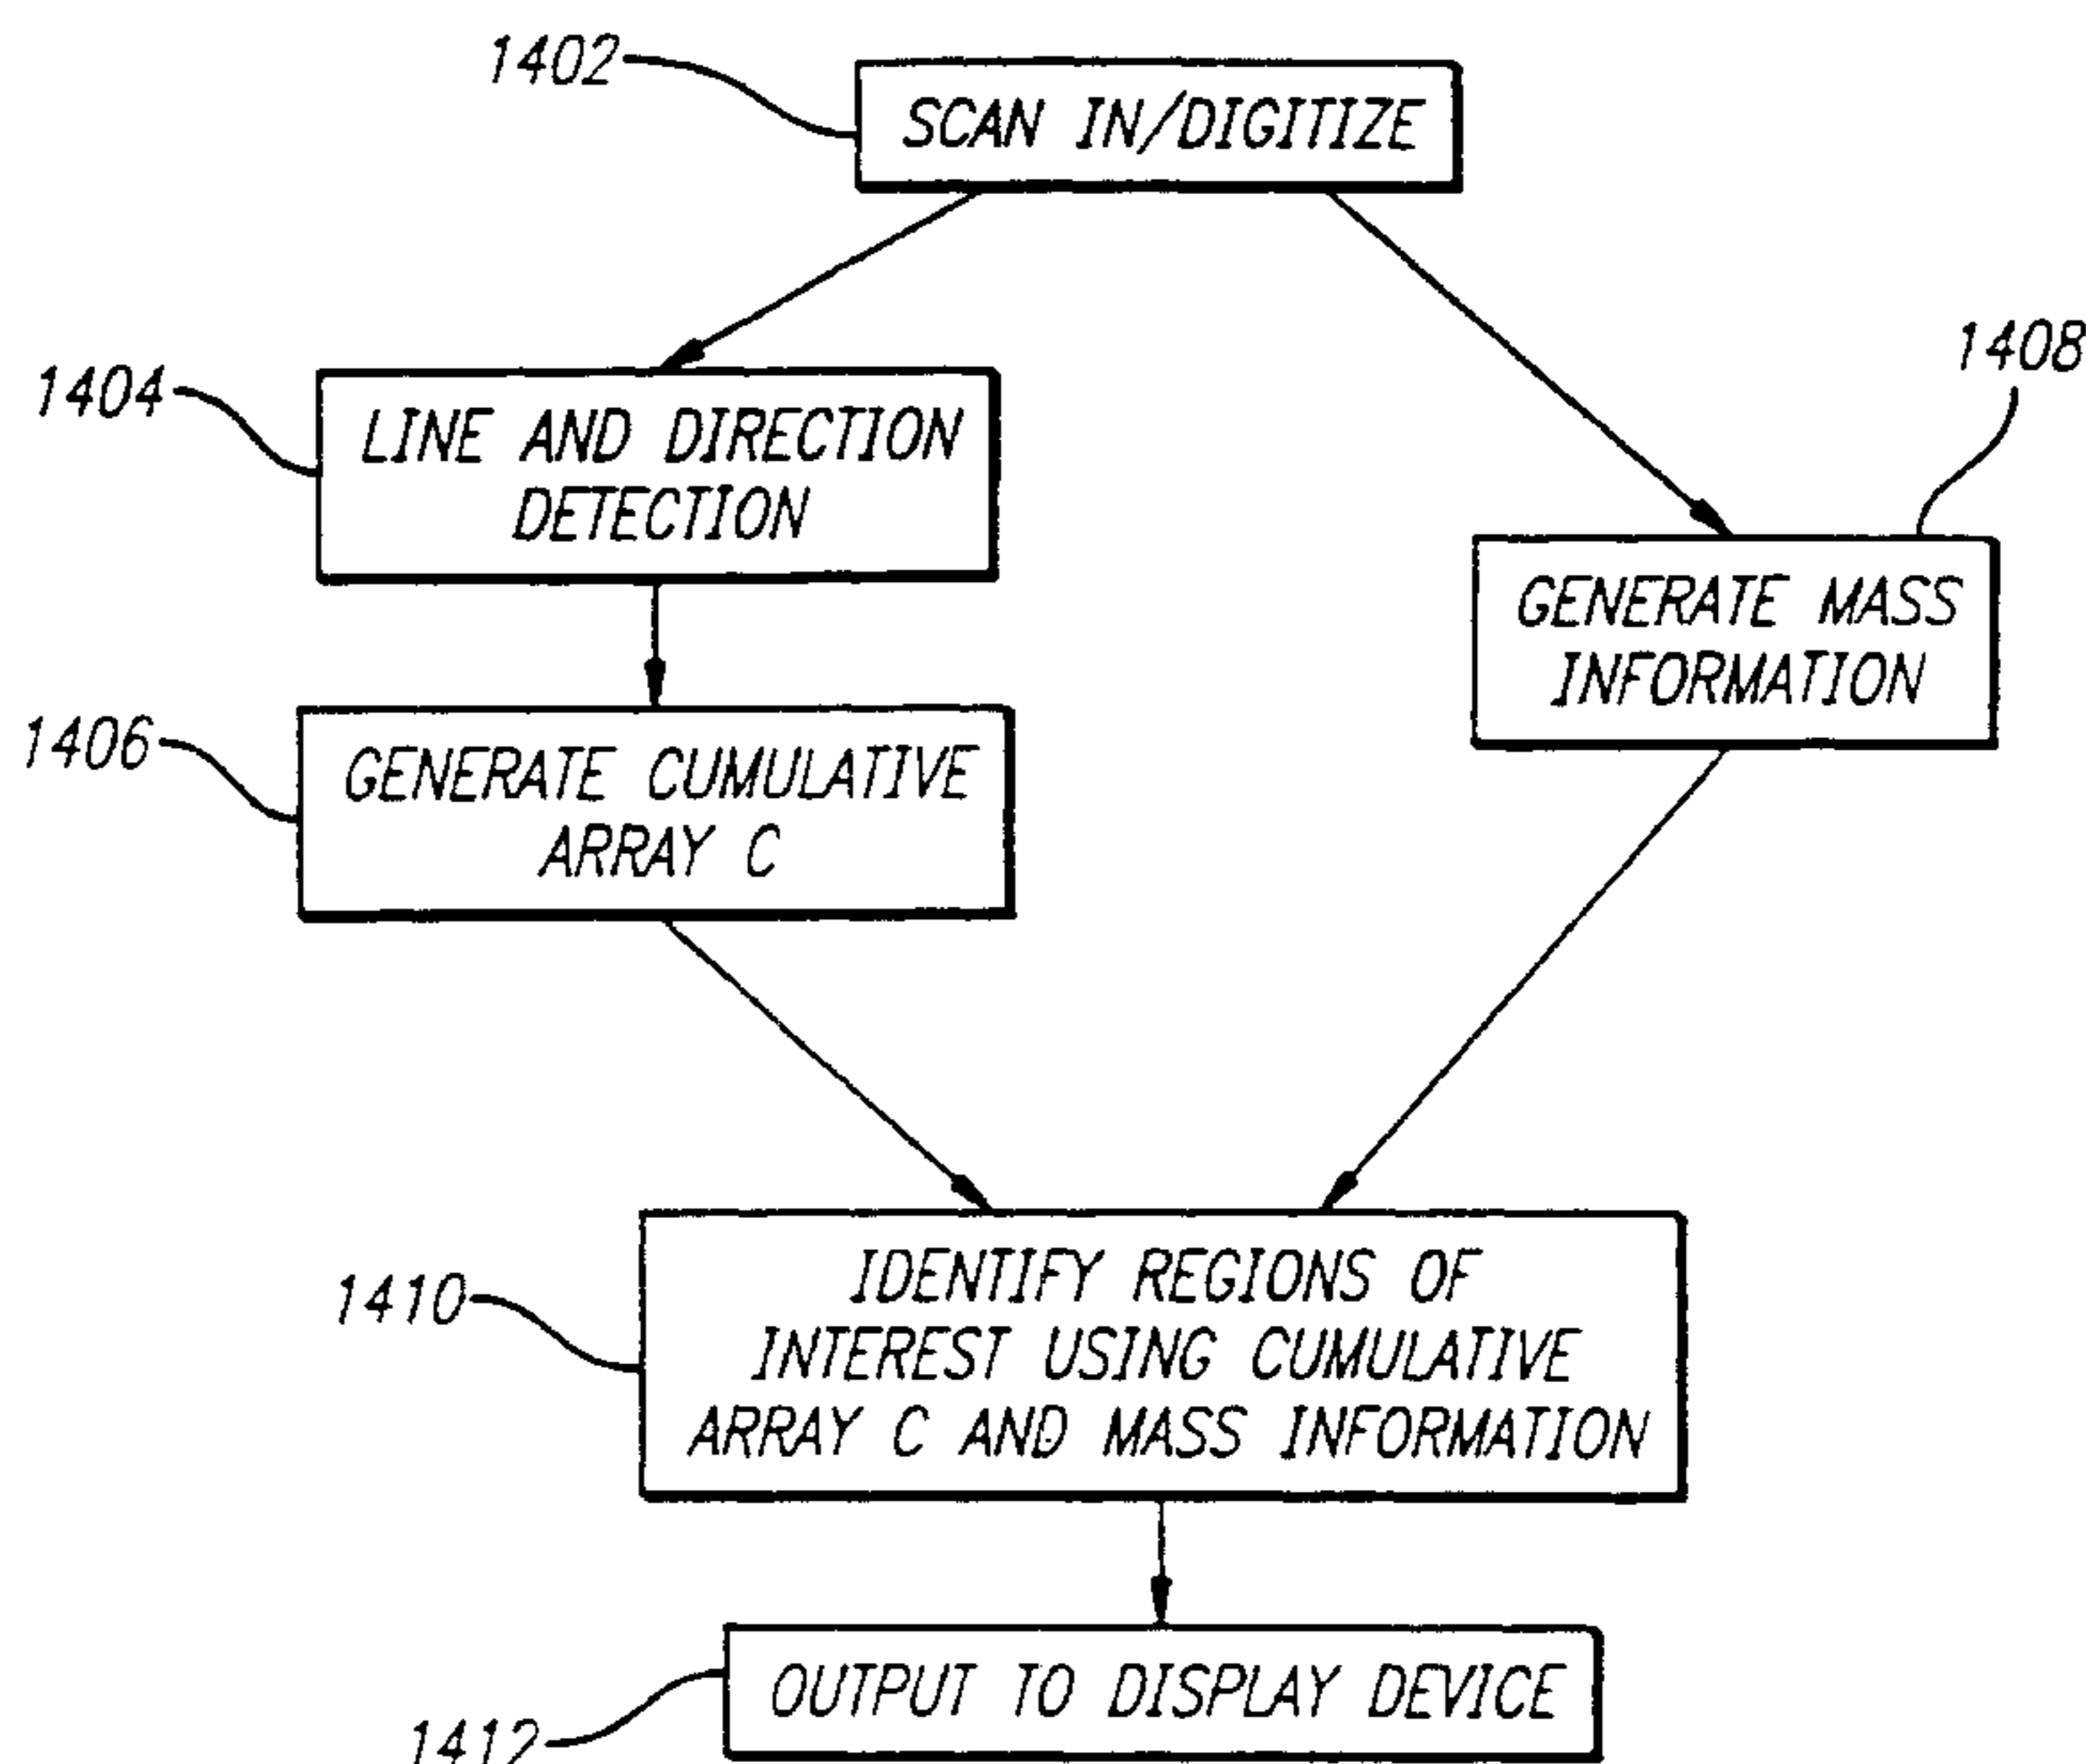 1402
SCAN IN/DIGITIZE
1404
LINE AND DIRECTION
DETECTION
1408
GENERATE MASS
INFORMATION
1406
GENERATE CUMULATIVE
ARRAY C
1410
IDENTIFY REGIONS OF
INTEREST USING CUMULATIVE
ARRAY C AND MASS INFORMATION
1412
OUTPUT TO DISPLAY DEVICE